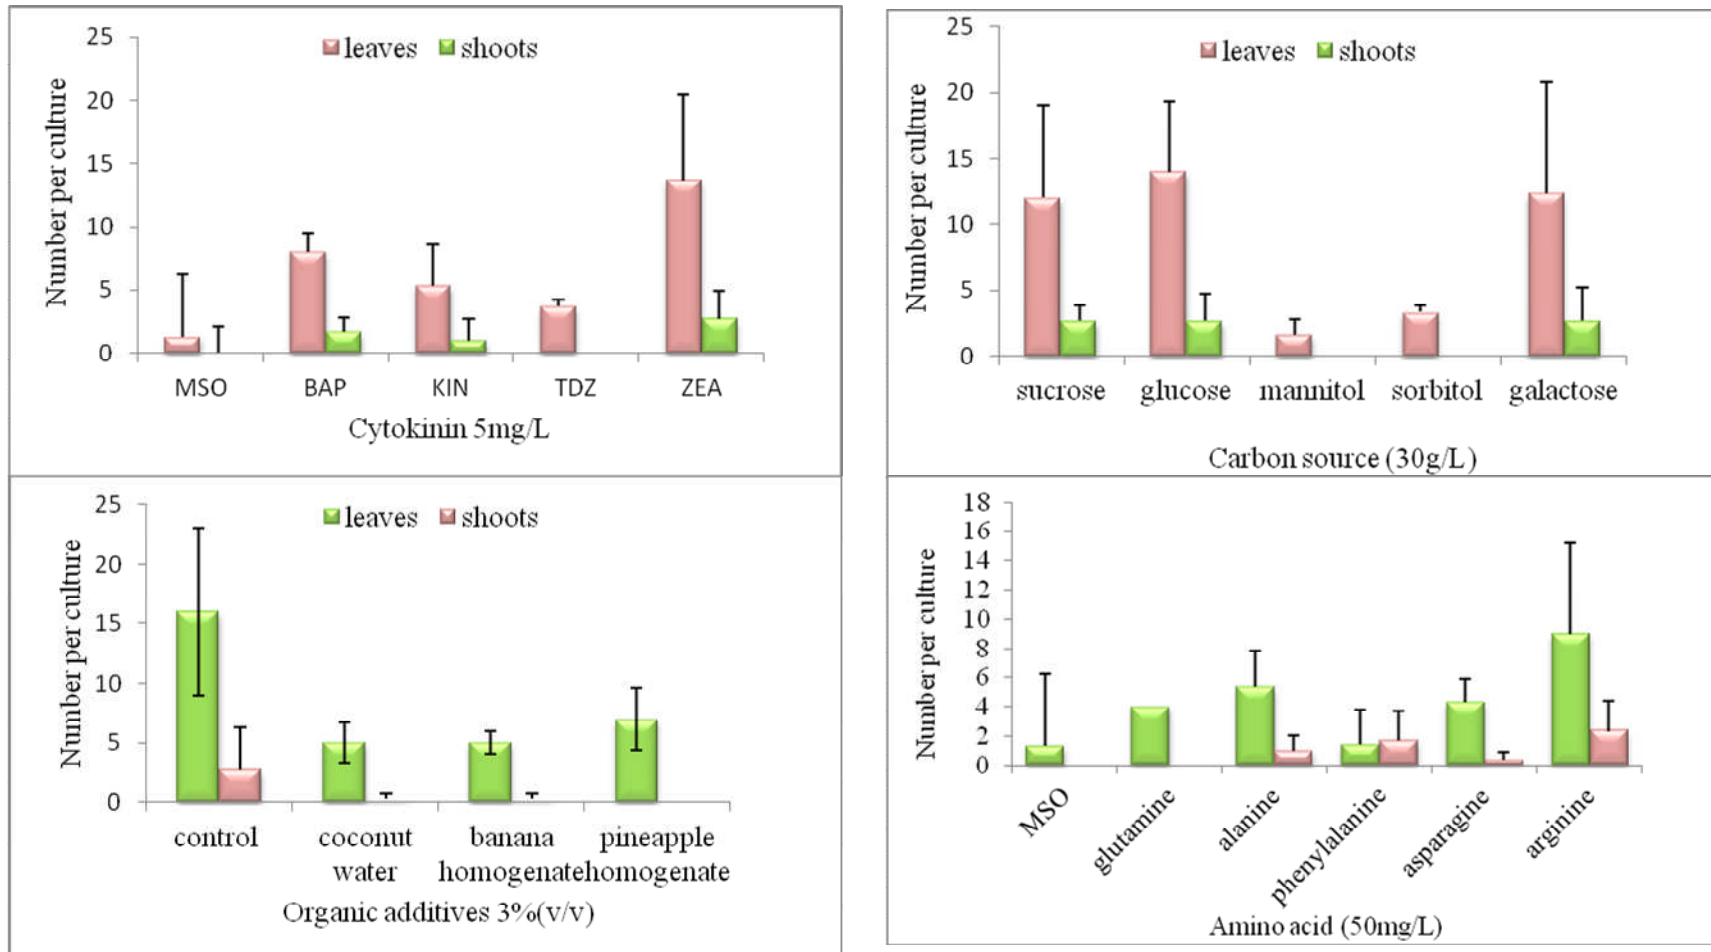 25
20
15
10
5
0
Number per culture
leaves shoots
MSO BAP KIN TDZ ZEA
Cytokinin 5mg/L
25
20
15
10
5
0
Number per culture
leaves shoots
sucrose glucose mannitol sorbitol galactose
Carbon source (30g/L)
25
20
15
10
5
0
Number per culture
leaves shoots
control coconut banana pineapple
water homogenate homogenate
Organic additives 3%(v/v)
18
16
14
12
10
8
6
4
2
0
Number per culture
MSO glutamine alanine phenylalanine asparagine arginine
Amino acid (50mg/L)